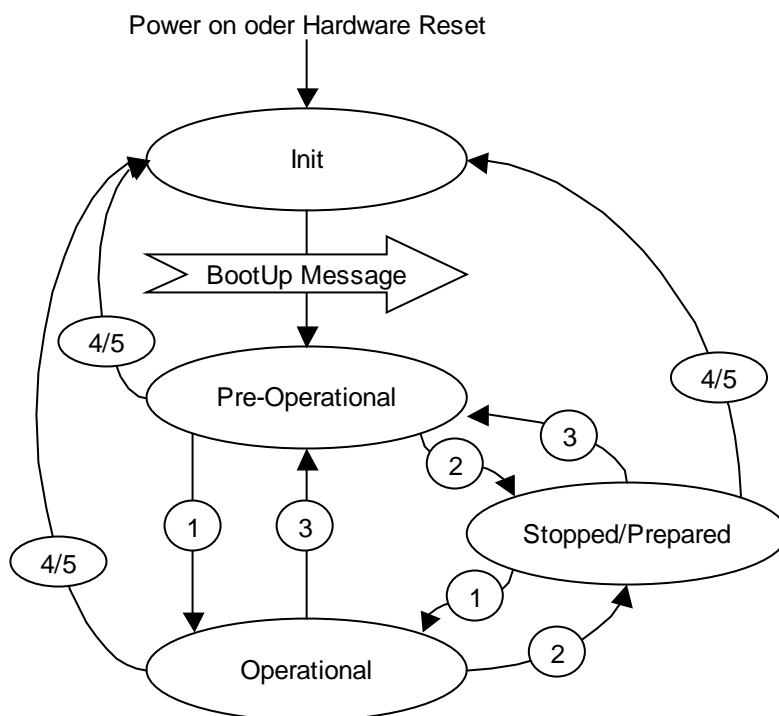 Power on oder Hardware Reset
Init
BootUp Message
4/5
4/5
Pre-Operational
3
2
1
3
Stopped/Prepared
4/5
1
Operational
2